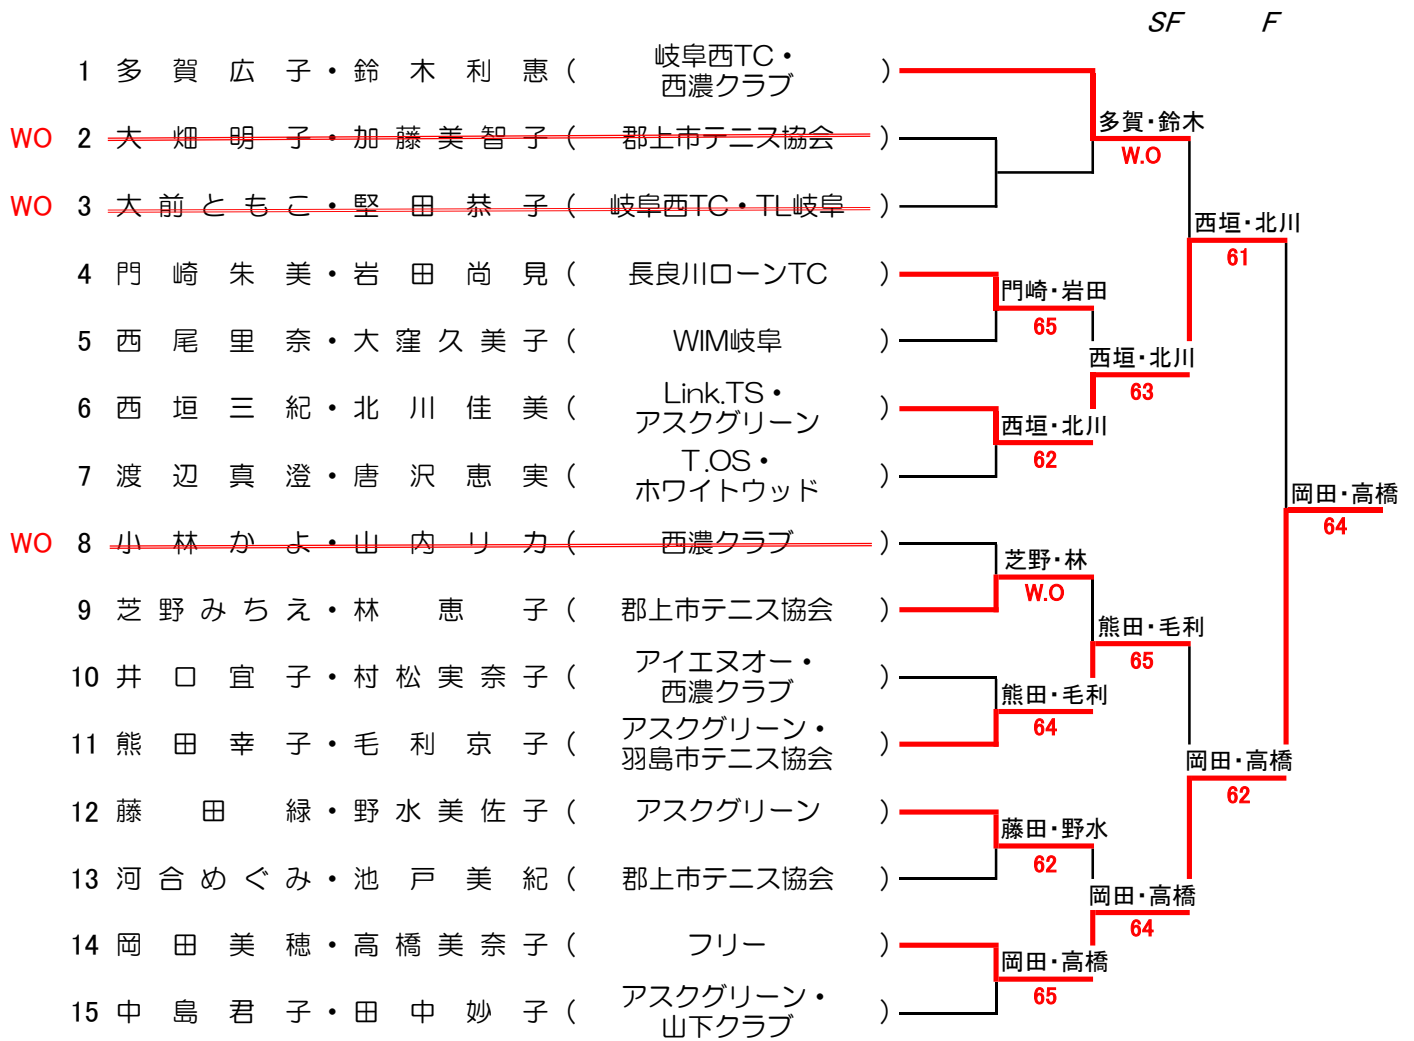 SF F
1 多賀広子・鈴木利恵( 岐阜西TC・
西濃クラブ )
WO 2 大畑明子・加藤美智子( 郡上市テニス協会 )
多賀・鈴木
W.O
WO 3 大前ともこ・堅田恭子( 岐阜西TC・TL岐阜 )
西垣・北川
61
4 門崎朱美・岩田尚見( 長良川ローンTC )
門崎・岩田
65
5 西尾里奈・大窪久美子( WIM岐阜 )
西垣・北川
63
6 西垣三紀・北川佳美( Link.TS・
アスクグリーン )
西垣・北川
62
7 渡辺真澄・唐沢恵実( T.OS・
ホワイトウッド )
岡田・高橋
64
WO 8 小林かよ・山内リカ( 西濃クラブ )
芝野・林
W.O
9 芝野みちえ・林恵子( 郡上市テニス協会 )
熊田・毛利
65
10 井口宜子・村松実奈子( アイエヌオー・
西濃クラブ )
熊田・毛利
64
11 熊田幸子・毛利京子( アスクグリーン・
羽島市テニス協会 )
岡田・高橋
62
12 藤田緑・野水美佐子( アスクグリーン )
藤田・野水
62
13 河合めぐみ・池戸美紀( 郡上市テニス協会 )
岡田・高橋
64
14 岡田美穂・高橋美奈子( フリー )
岡田・高橋
65
15 中島君子・田中妙子( アスクグリーン・
山下クラブ )